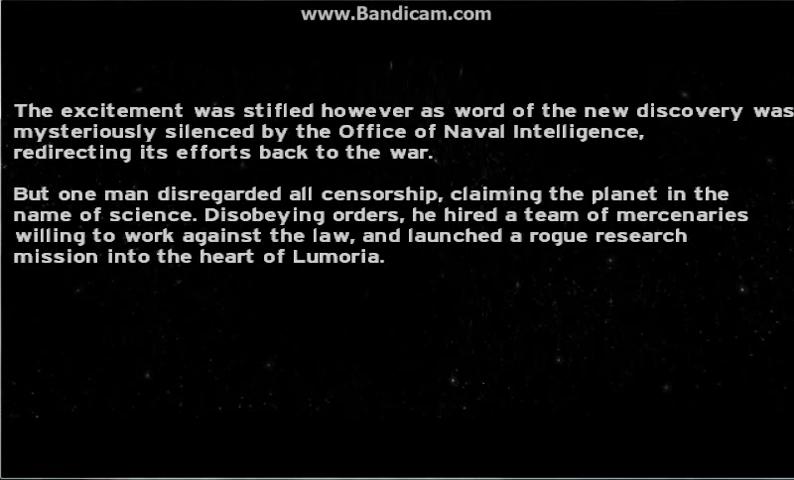 www.Bandicam.com
The excitement was stifled however as word of the new discovery was
mysteriously silenced by the Office of Naval Intelligence,
redirecting its efforts back to the war.
But one man disregarded all censorship, claiming the planet in the
name of science. Disobeying orders, he hired a team of mercenaries
willing to work against the law, and launched a rogue research
mission into the heart of Lumoria.